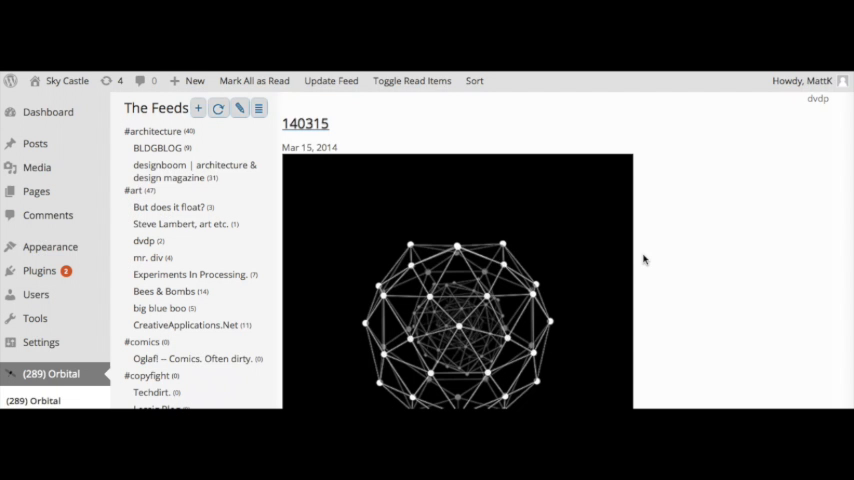 Sky Castle 4 0 New Mark All as Read Update Feed Toggle Read Items Sort Howdy, MattK
Dashboard
Posts
Media
Pages
Comments
Appearance
Plugins 2
Users
Tools
Settings
(289) Orbital
(289) Orbital
The Feeds
#architecture (40)
BLDGBLOG (9)
designboom | architecture &
design magazine (31)
#art (47)
But does it float? (3)
Steve Lambert, art etc. (1)
dvdp (2)
mr. div (4)
Experiments In Processing. (7)
Bees & Bombs (14)
big blue boo (5)
CreativeApplications.Net (11)
#comics (0)
Oglaf! -- Comics. Often dirty. (0)
#copyfight (0)
Techdirt. (0)
dvdp
140315
Mar 15, 2014